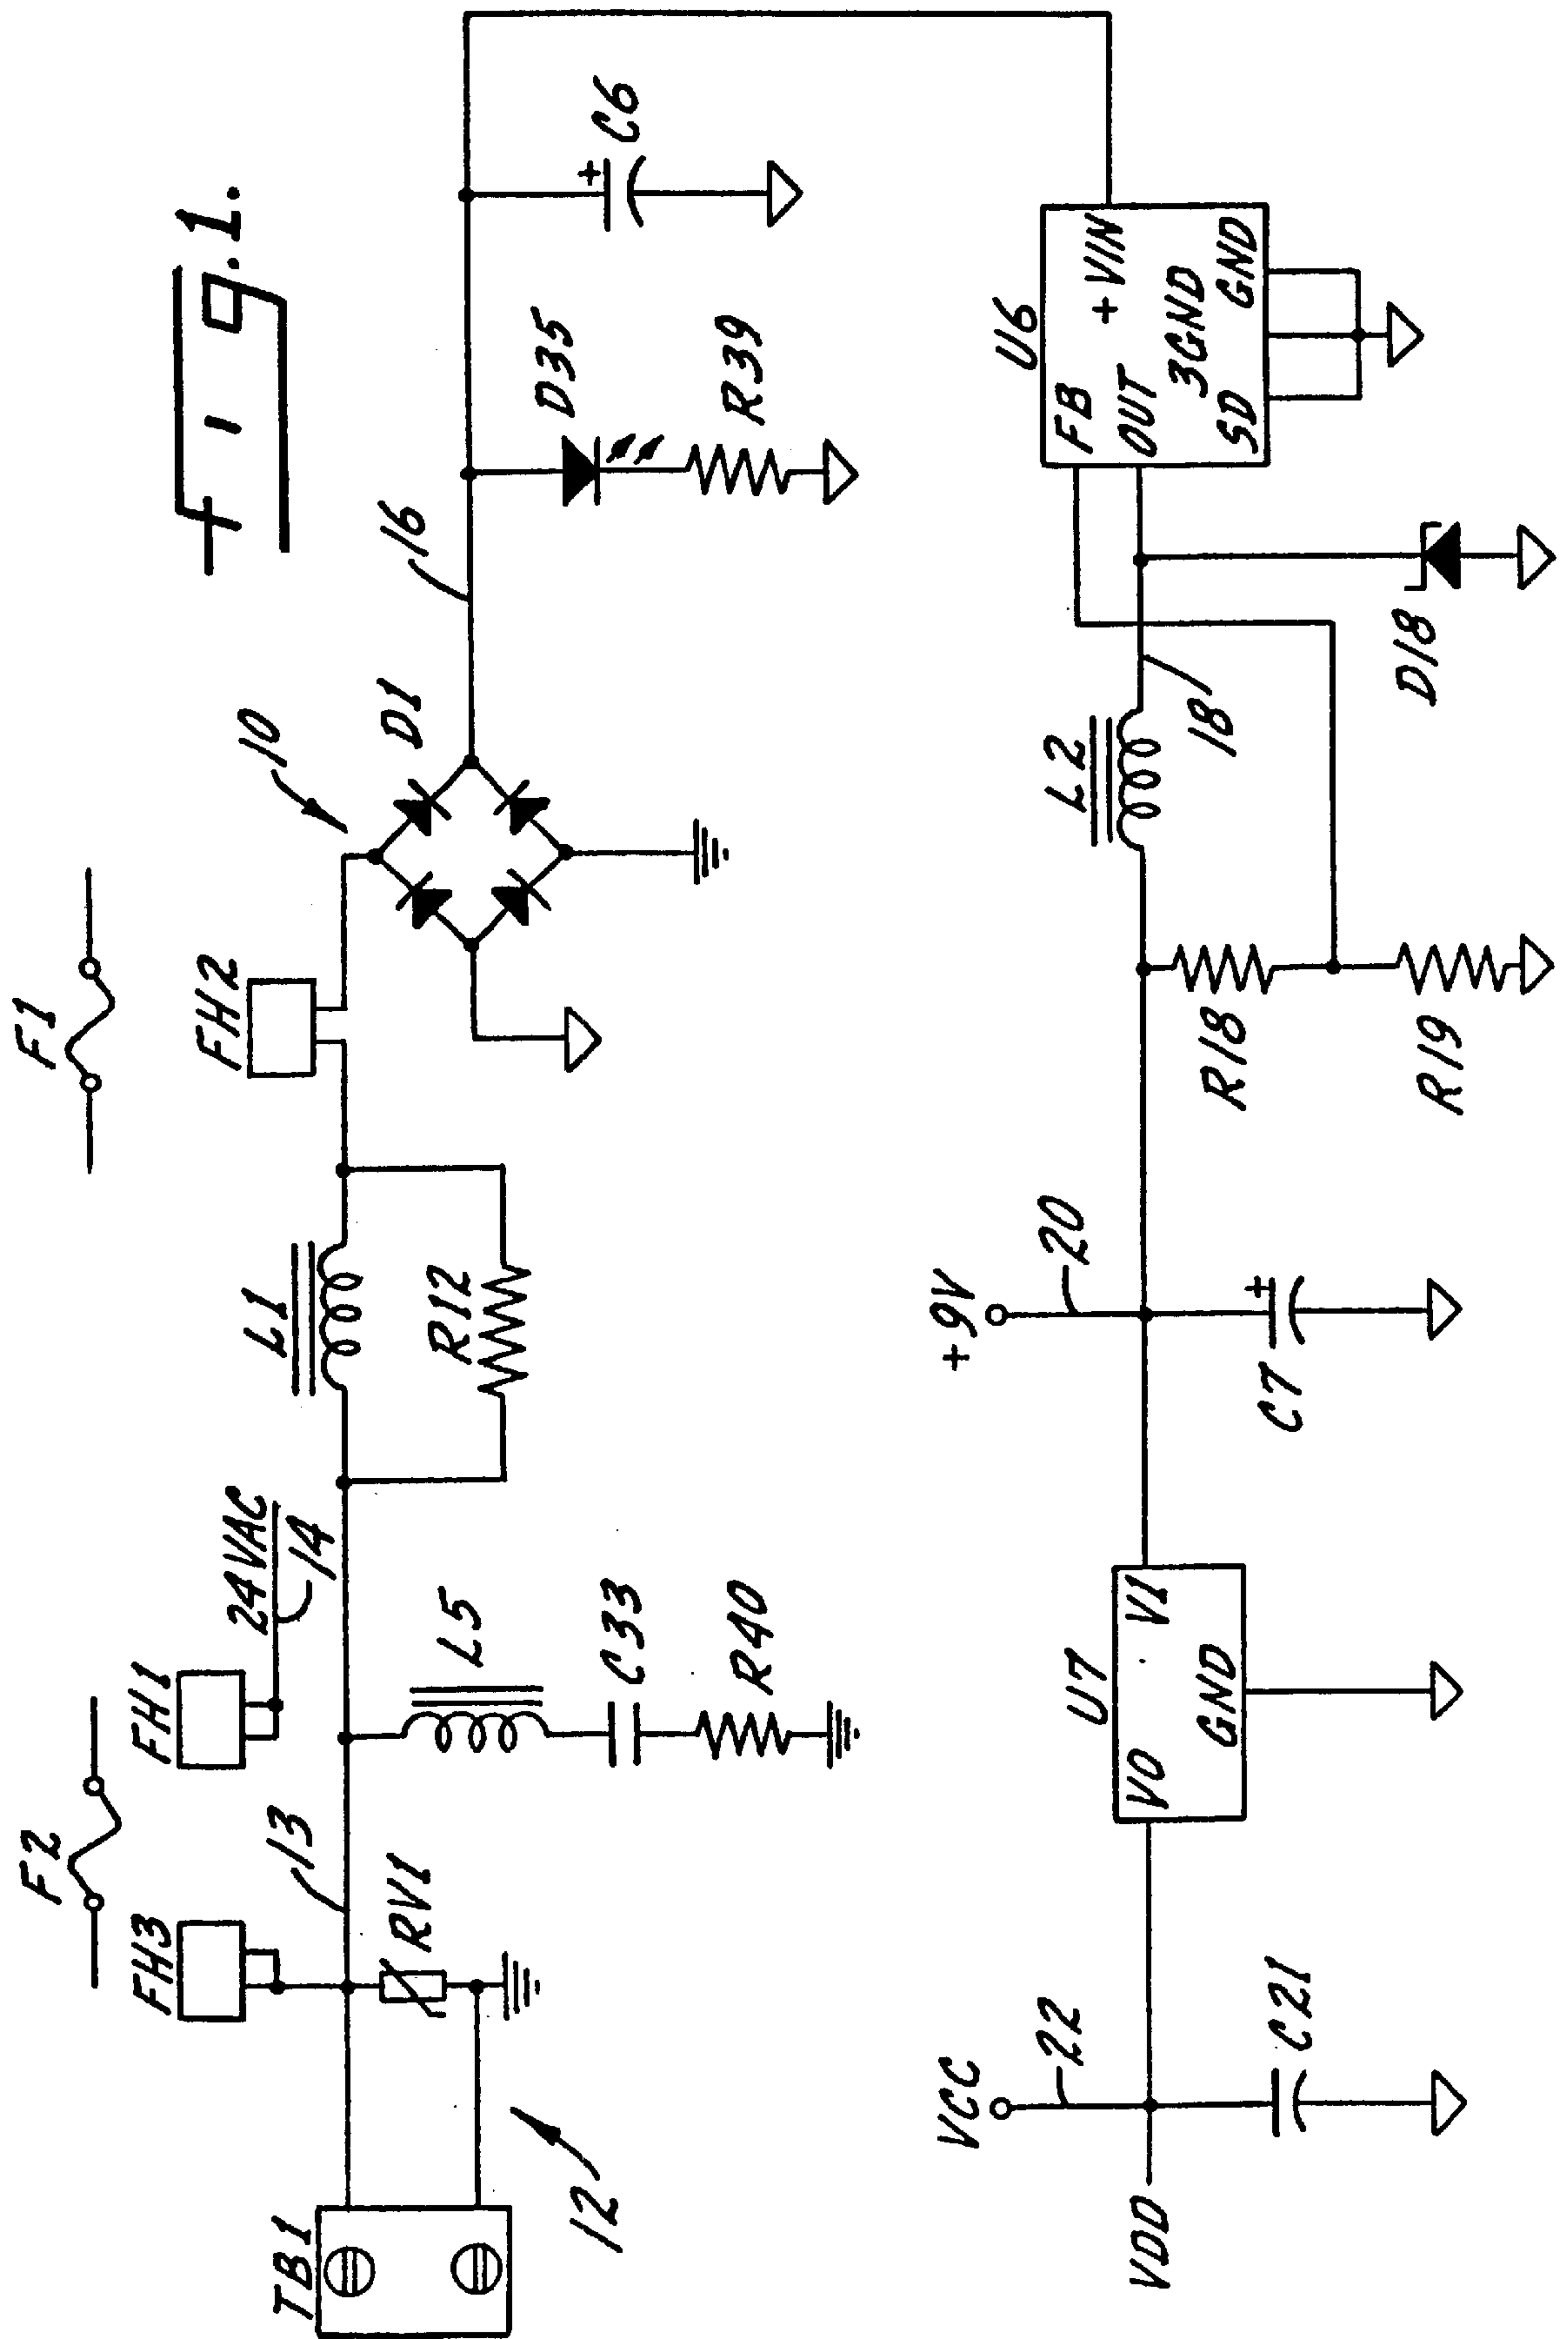 Fig. 1.
F2
F1
FH3
FH1
24VAC
14
FH2
10
TB1
13
L1
D1
16
RV1
L5
R12
12
C33
R40
D35
R39
C6
VCC
22
+9V
20
L2
18
U6
FB
+VIN
OUT
3GND
SD
GND
VDD
U7
VO
VI
GND
C21
C7
R18
R19
D18